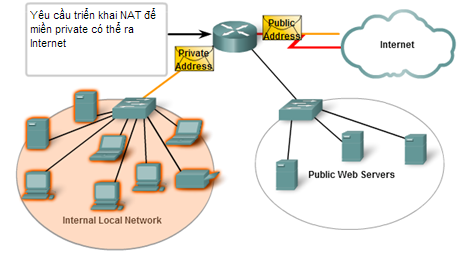 Yêu cầu triển khai NAT để
miền private có thể ra
Internet
Public
Address
Private
Address
Internet
Public Web Servers
Internal Local Network